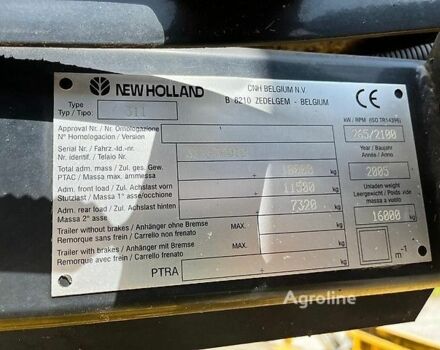 NEW HOLLAND
CNH BELGIUM N.V.
B 8210 ZEDELGEM - BELGIUM
CE
Type
Typ / Tipo: 311
kW / RPM (ISO TR14396)
265/2100
Approval Nr./ Nr. Omologazione
N° Homologation / Version
Serial Nr./ Fahrz.-Id.-nr.
Nr. identif. / Telaio Nr.
Year / Baujahr
Année / Anno
2005
Total adm. mass / Zul. ges. Gew.
PTAC / Massa max. ammessa
kg
Adm. front load / Zul. Achslast vorn
Stutzlast / Massa 1° asse/occhione
11500 kg
Unladen weight
Leergewicht / Poids vide
massa a vuoto
16000 kg
Adm. rear load / Zul. Achslast hinten
Massa 2° asse
7320 kg
Trailer without brakes / Anhänger ohne Bremse
Remorque sans frein / Carrello non frenato
MAX. kg
Trailer with brakes / Anhänger mit Bremse
Remorque avec frein / Carrello frenato
MAX. kg
PTRA + kg
m-1
Agroline